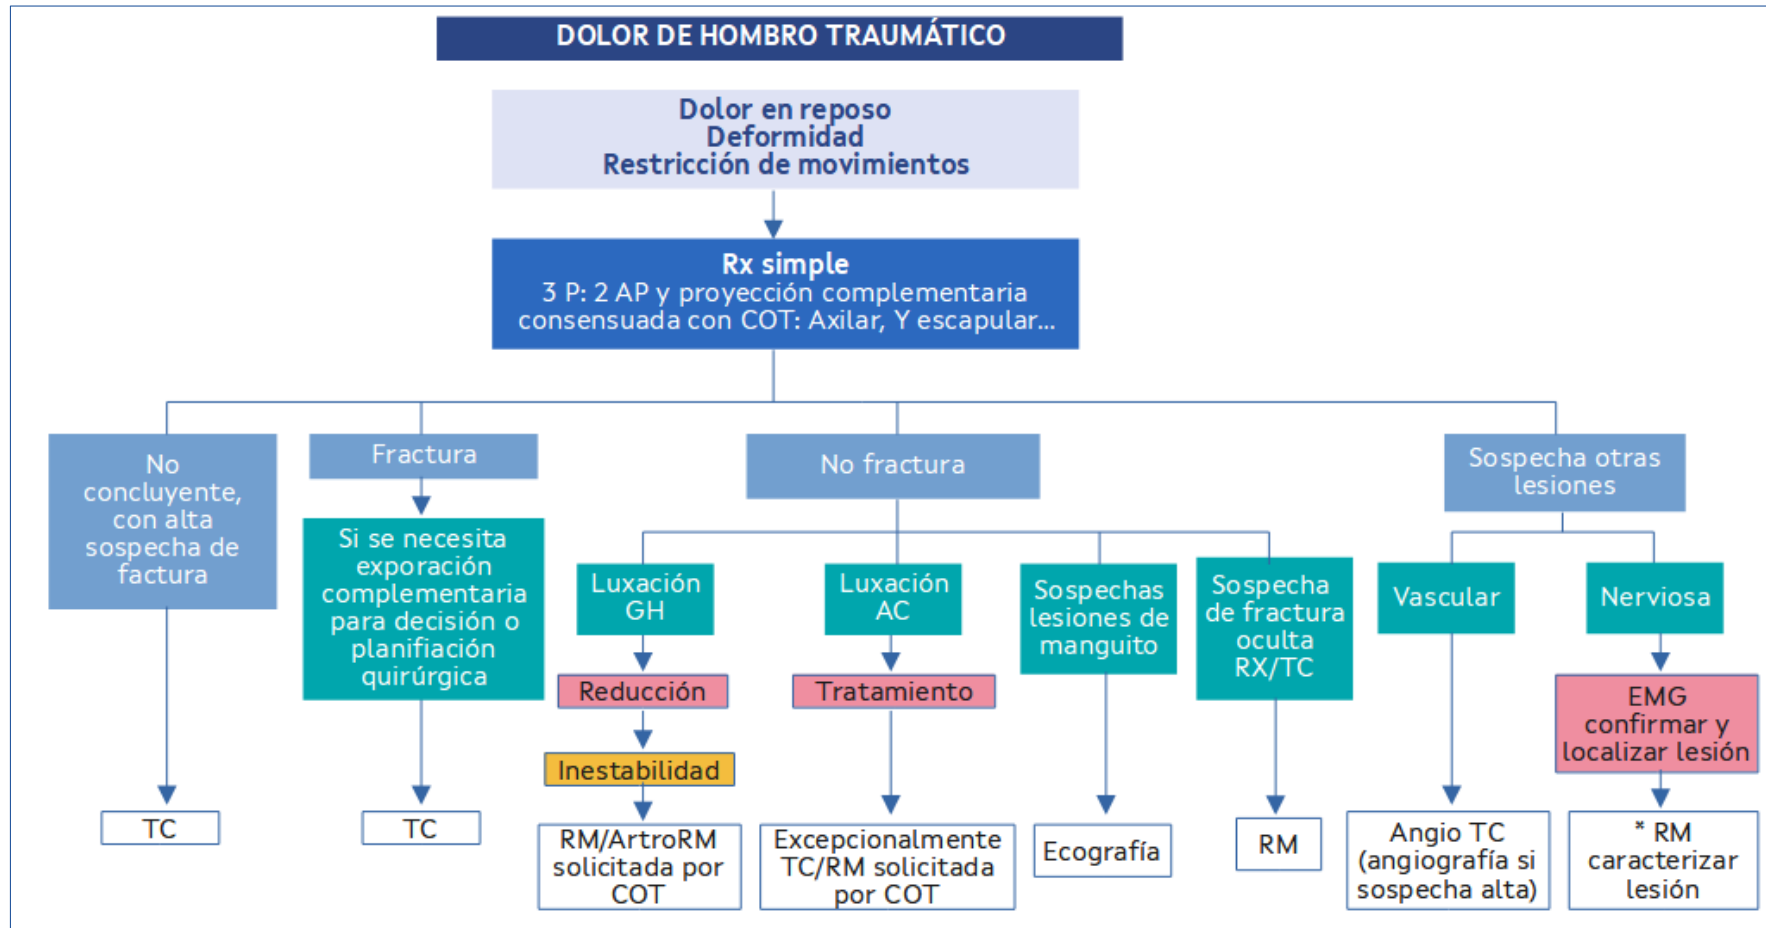 DOLOR DE HOMBRO TRAUMÁTICO
Dolor en reposo
Deformidad
Restricción de movimientos
Rx simple
3 P: 2 AP y proyección complementaria
consensuada con COT: Axilar, Y escapular...
No
concluyente,
con alta
sospecha de
factura
TC
Fractura
Si se necesita
exporación
complementaria
para decisión o
planifiación
quirúrgica
TC
No fractura
Luxación
GH
Reducción
Inestabilidad
RM/ArtroRM
solicitada por
COT
Luxación
AC
Tratamiento
Excepcionalmente
TC/RM solicitada
por COT
Sospechas
lesiones de
manguito
Ecografía
Sospecha
de fractura
oculta
RX/TC
RM
Sospecha otras
lesiones
Vascular
Angio TC
(angiografía si
sospecha alta)
Nerviosa
EMG
confirmar y
localizar lesión
* RM
caracterizar
lesión